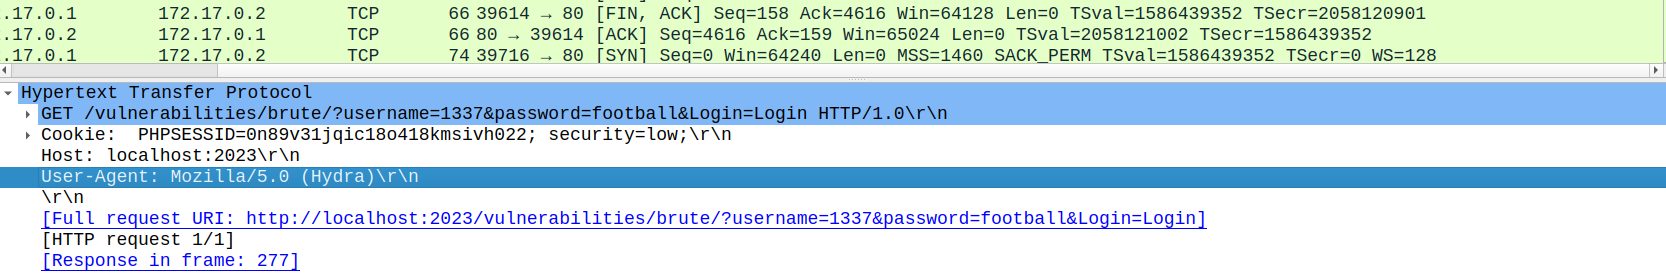 .17.0.1 172.17.0.2 TCP 66 39614 → 80 [FIN, ACK] Seq=158 Ack=4616 Win=64128 Len=0 TSval=1586439352 TSecr=2058120901
.17.0.2 172.17.0.1 TCP 66 80 → 39614 [ACK] Seq=4616 Ack=159 Win=65024 Len=0 TSval=2058121002 TSecr=1586439352
.17.0.1 172.17.0.2 TCP 74 39716 → 80 [SYN] Seq=0 Win=64240 Len=0 MSS=1460 SACK_PERM TSval=1586439352 TSecr=0 WS=128
Hypertext Transfer Protocol
GET /vulnerabilities/brute/?username=1337&password=football&Login=Login HTTP/1.0\r\n
Cookie:  PHPSESSID=0n89v31jqic18o418kmsivh022; security=low;\r\n
Host: localhost:2023\r\n
User-Agent: Mozilla/5.0 (Hydra)\r\n
\r\n
[Full request URI: http://localhost:2023/vulnerabilities/brute/?username=1337&password=football&Login=Login]
[HTTP request 1/1]
[Response in frame: 277]